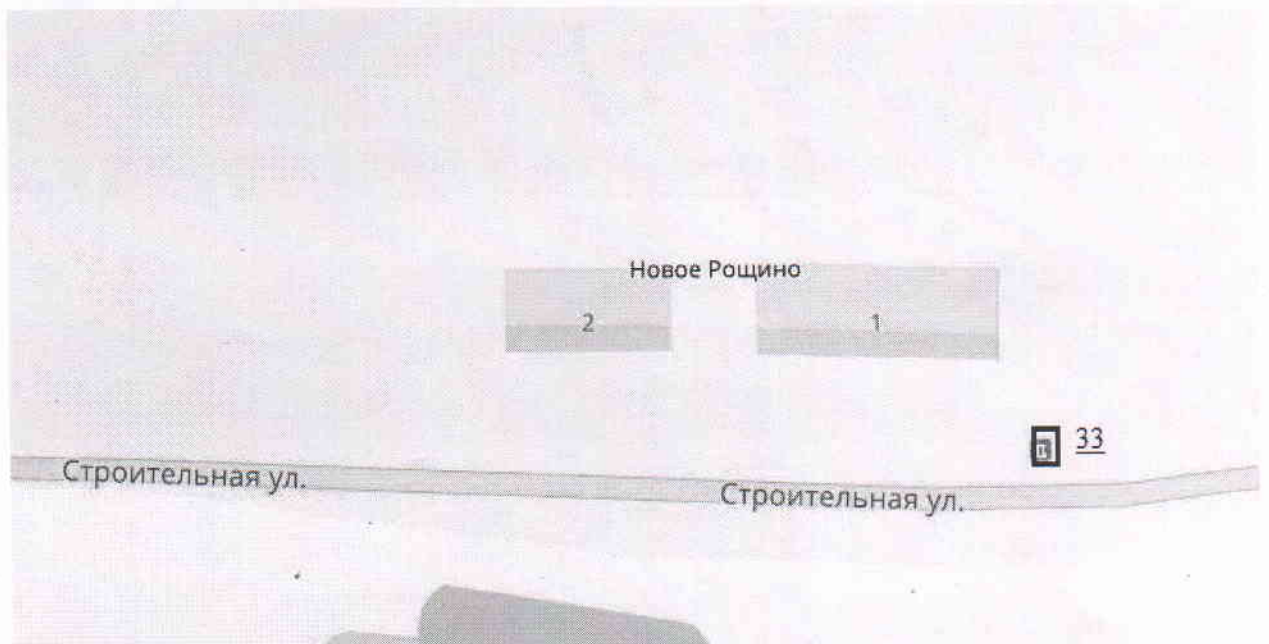 Новое Рощино
2
1
33
Строительная ул.
Строительная ул.